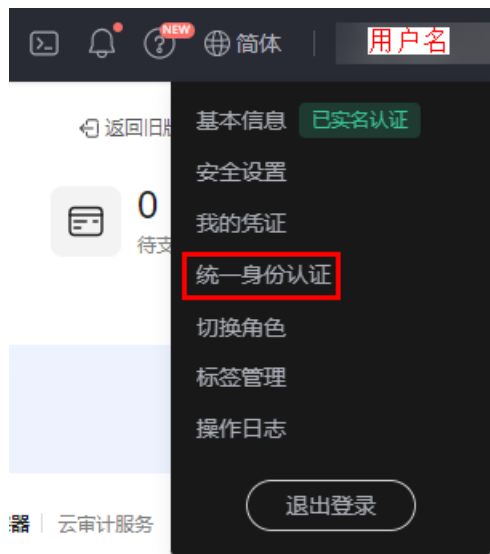 >_ NEW 简体 用户名
返回旧
基本信息 已实名认证
安全设置
0
待支
我的凭证
统一身份认证
切换角色
标签管理
操作日志
退出登录
器 云审计服务